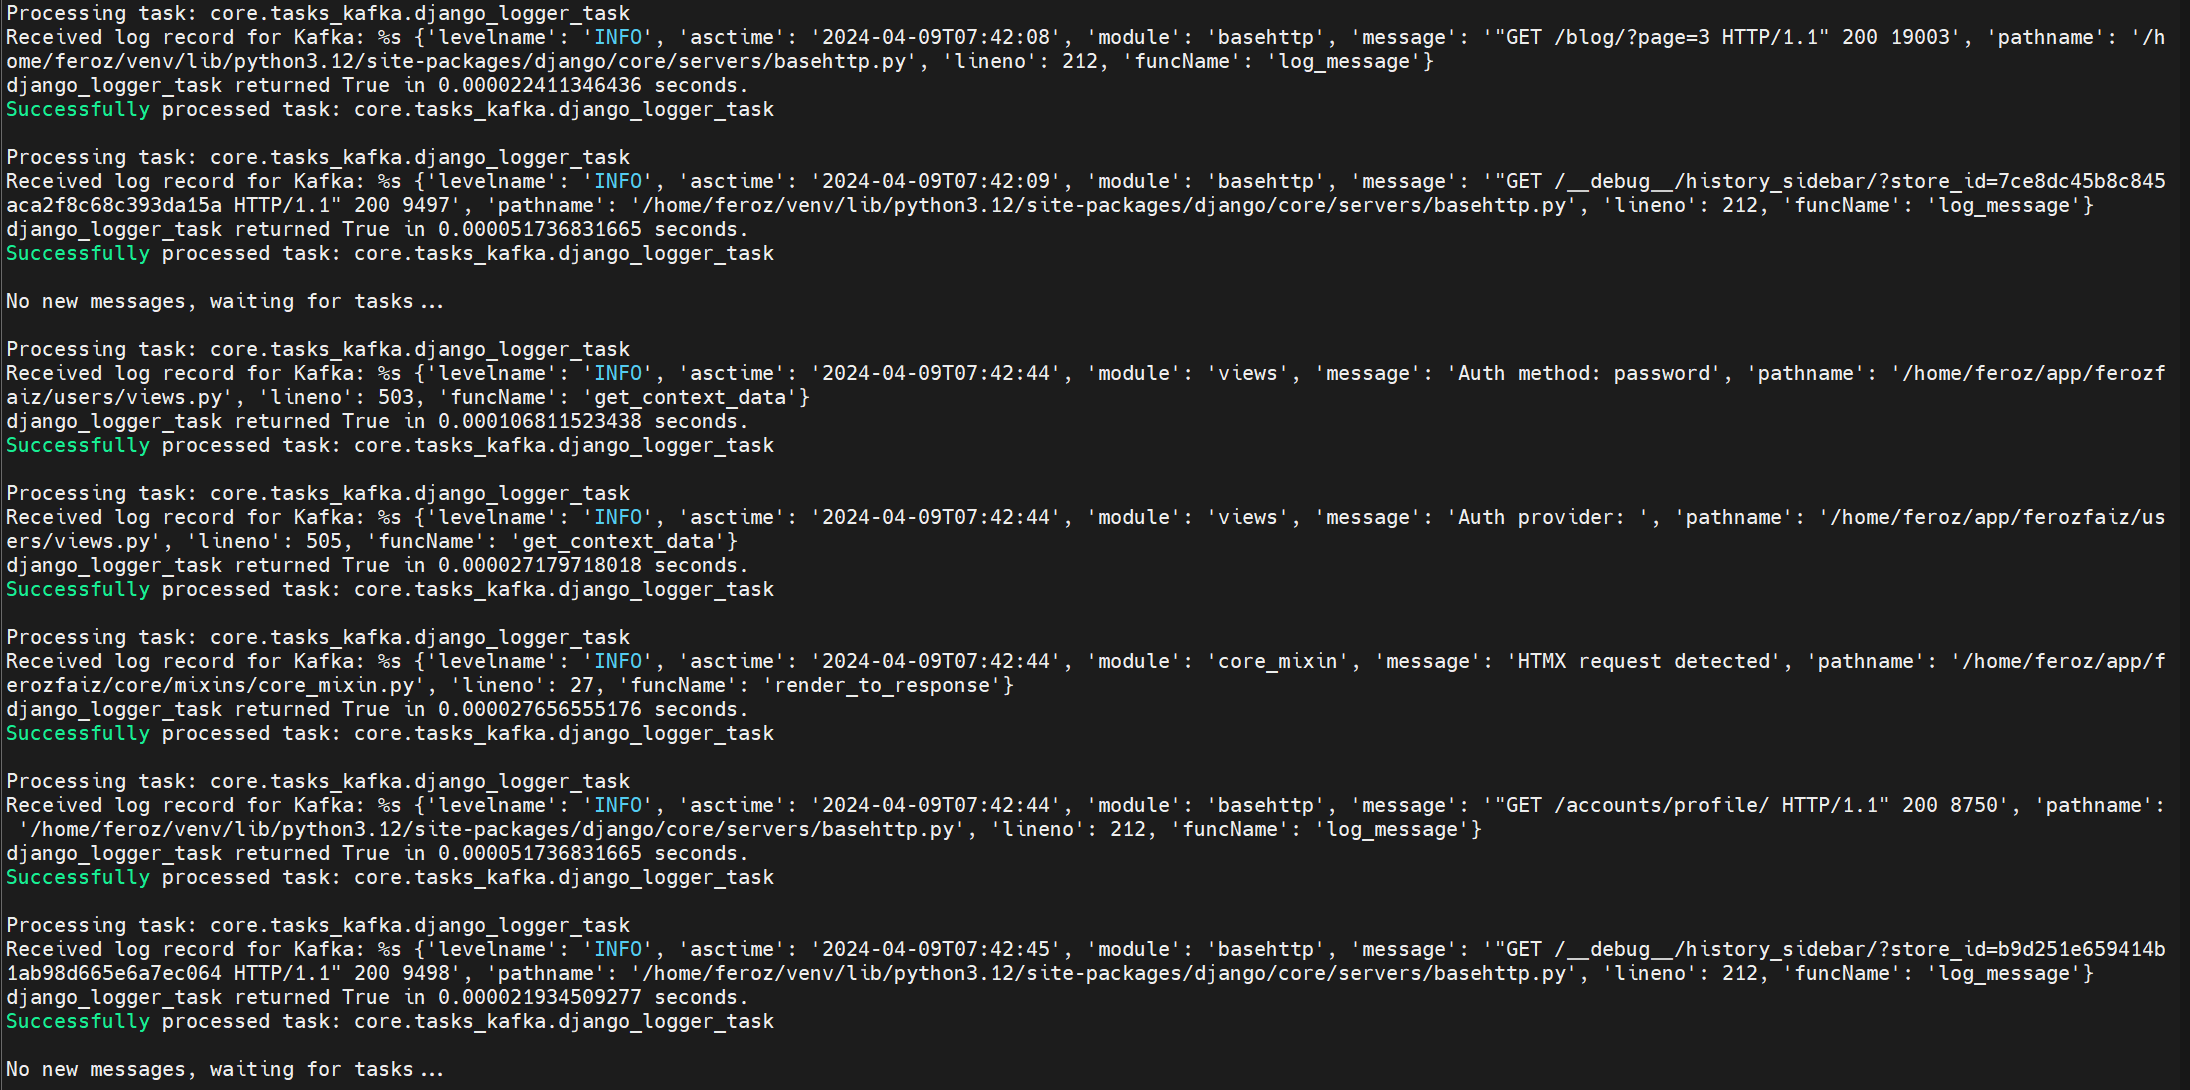 Processing task: core.tasks_kafka.django_logger_task
Received log record for Kafka: %s {'levelname': 'INFO', 'asctime': '2024-04-09T07:42:08', 'module': 'basehttp', 'message': '"GET /blog/?page=3 HTTP/1.1" 200 19003', 'pathname': '/h
ome/feroz/venv/lib/python3.12/site-packages/django/core/servers/basehttp.py', 'lineno': 212, 'funcName': 'log_message'}
django_logger_task returned True in 0.000022411346436 seconds.
Successfully processed task: core.tasks_kafka.django_logger_task
Processing task: core.tasks_kafka.django_logger_task
Received log record for Kafka: %s {'levelname': 'INFO', 'asctime': '2024-04-09T07:42:09', 'module': 'basehttp', 'message': '"GET /__debug__/history_sidebar/?store_id=7ce8dc45b8c845
aca2f8c68c393da15a HTTP/1.1" 200 9497', 'pathname': '/home/feroz/venv/lib/python3.12/site-packages/django/core/servers/basehttp.py', 'lineno': 212, 'funcName': 'log_message'}
django_logger_task returned True in 0.000051736831665 seconds.
Successfully processed task: core.tasks_kafka.django_logger_task
No new messages, waiting for tasks...
Processing task: core.tasks_kafka.django_logger_task
Received log record for Kafka: %s {'levelname': 'INFO', 'asctime': '2024-04-09T07:42:44', 'module': 'views', 'message': 'Auth method: password', 'pathname': '/home/feroz/app/ferozf
aiz/users/views.py', 'lineno': 503, 'funcName': 'get_context_data'}
django_logger_task returned True in 0.000106811523438 seconds.
Successfully processed task: core.tasks_kafka.django_logger_task
Processing task: core.tasks_kafka.django_logger_task
Received log record for Kafka: %s {'levelname': 'INFO', 'asctime': '2024-04-09T07:42:44', 'module': 'views', 'message': 'Auth provider: ', 'pathname': '/home/feroz/app/ferozfaiz/us
ers/views.py', 'lineno': 505, 'funcName': 'get_context_data'}
django_logger_task returned True in 0.000027179718018 seconds.
Successfully processed task: core.tasks_kafka.django_logger_task
Processing task: core.tasks_kafka.django_logger_task
Received log record for Kafka: %s {'levelname': 'INFO', 'asctime': '2024-04-09T07:42:44', 'module': 'core_mixin', 'message': 'HTMX request detected', 'pathname': '/home/feroz/app/f
erozfaiz/core/mixins/core_mixin.py', 'lineno': 27, 'funcName': 'render_to_response'}
django_logger_task returned True in 0.000027656555176 seconds.
Successfully processed task: core.tasks_kafka.django_logger_task
Processing task: core.tasks_kafka.django_logger_task
Received log record for Kafka: %s {'levelname': 'INFO', 'asctime': '2024-04-09T07:42:44', 'module': 'basehttp', 'message': '"GET /accounts/profile/ HTTP/1.1" 200 8750', 'pathname':
'/home/feroz/venv/lib/python3.12/site-packages/django/core/servers/basehttp.py', 'lineno': 212, 'funcName': 'log_message'}
django_logger_task returned True in 0.000051736831665 seconds.
Successfully processed task: core.tasks_kafka.django_logger_task
Processing task: core.tasks_kafka.django_logger_task
Received log record for Kafka: %s {'levelname': 'INFO', 'asctime': '2024-04-09T07:42:45', 'module': 'basehttp', 'message': '"GET /__debug__/history_sidebar/?store_id=b9d251e659414b
1ab98d665e6a7ec064 HTTP/1.1" 200 9498', 'pathname': '/home/feroz/venv/lib/python3.12/site-packages/django/core/servers/basehttp.py', 'lineno': 212, 'funcName': 'log_message'}
django_logger_task returned True in 0.000021934509277 seconds.
Successfully processed task: core.tasks_kafka.django_logger_task
No new messages, waiting for tasks...